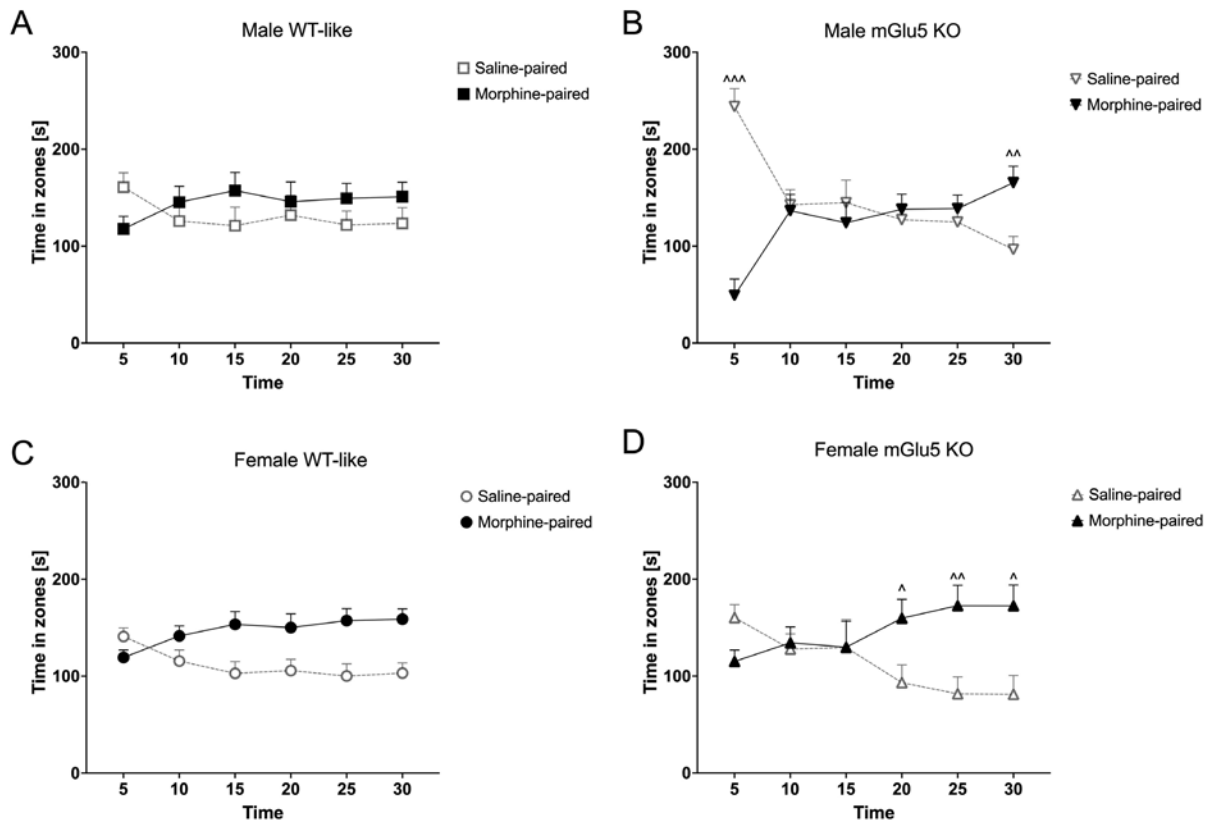 A
Male WT-like
300
200
100
0
Time in zones [s]
5 10 15 20 25 30
Time
Saline-paired
Morphine-paired
B
Male mGlu5 KO
300
200
100
0
Time in zones [s]
^^^
^^
5 10 15 20 25 30
Time
Saline-paired
Morphine-paired
C
Female WT-like
300
200
100
0
Time in zones [s]
5 10 15 20 25 30
Time
Saline-paired
Morphine-paired
D
Female mGlu5 KO
300
200
100
0
Time in zones [s]
^ ^^ ^
5 10 15 20 25 30
Time
Saline-paired
Morphine-paired